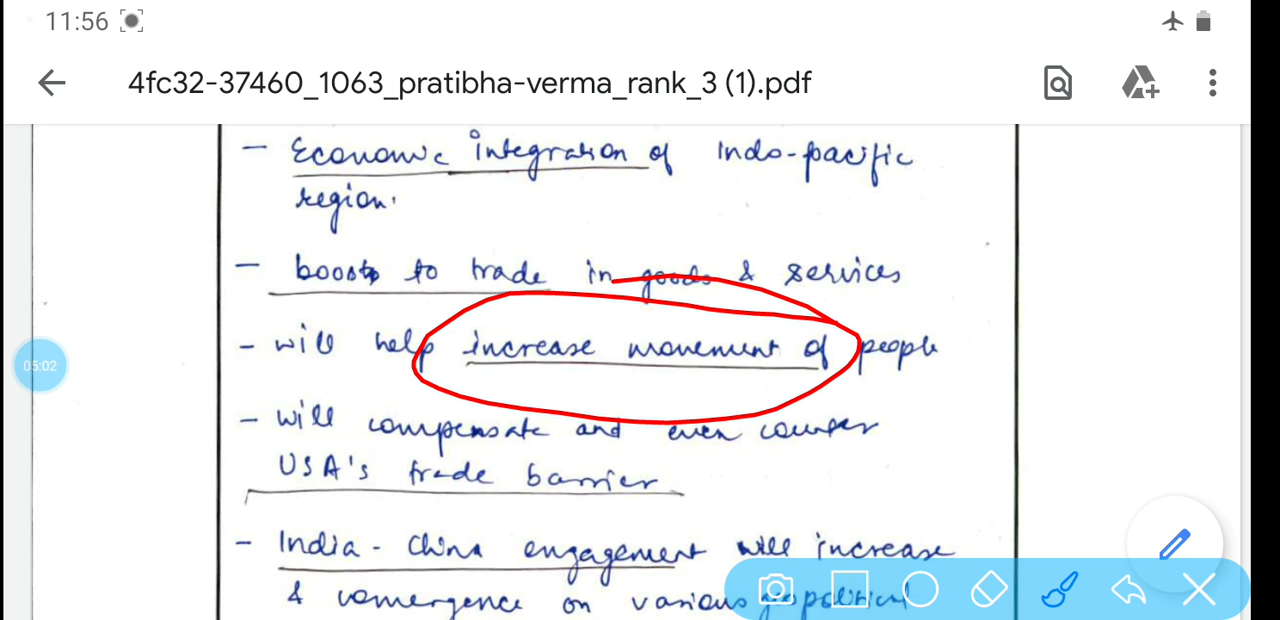 11:56
4fc32-37460_1063_pratibha-verma_rank_3 (1).pdf
- Economic integration of Indo-pacific
region.
- boost to trade in goods & services
- will help increase movement of people
05:02
- will compensate and even counter
USA's trade barrier
- India - China engagement will increase
& convergence on various geopolitical